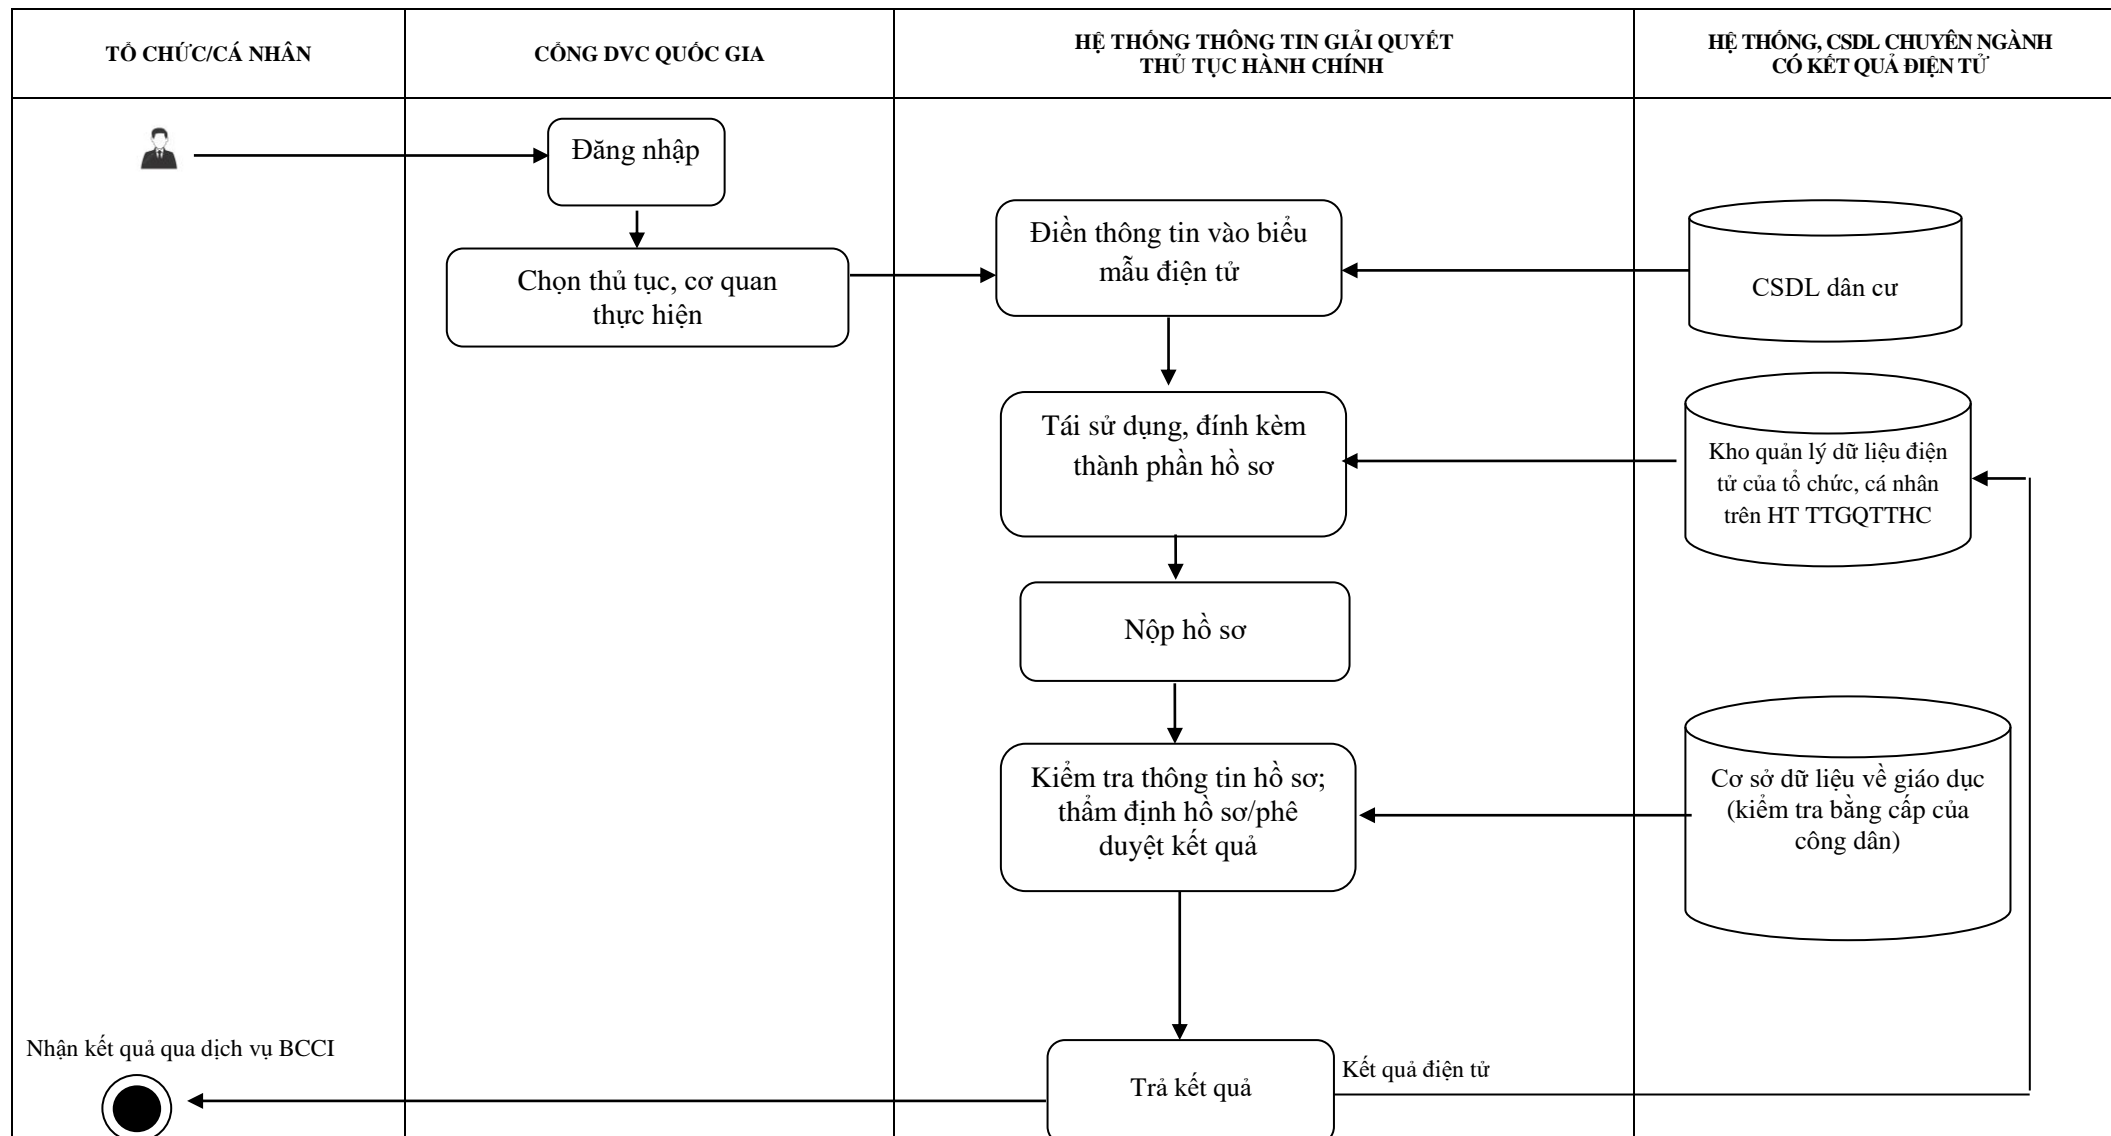 TỔ CHỨC/CÁ NHÂN
CỔNG DVC QUỐC GIA
HỆ THỐNG THÔNG TIN GIẢI QUYẾT
THỦ TỤC HÀNH CHÍNH
HỆ THỐNG, CSDL CHUYÊN NGÀNH
CÓ KẾT QUẢ ĐIỆN TỬ
Đăng nhập
Chọn thủ tục, cơ quan
thực hiện
Điền thông tin vào biểu
mẫu điện tử
CSDL dân cư
Tái sử dụng, đính kèm
thành phần hồ sơ
Kho quản lý dữ liệu điện
tử của tổ chức, cá nhân
trên HT TTGQTTHC
Nộp hồ sơ
Kiểm tra thông tin hồ sơ;
thẩm định hồ sơ/phê
duyệt kết quả
Cơ sở dữ liệu về giáo dục
(kiểm tra bằng cấp của
công dân)
Nhận kết quả qua dịch vụ BCCI
Trả kết quả
Kết quả điện tử